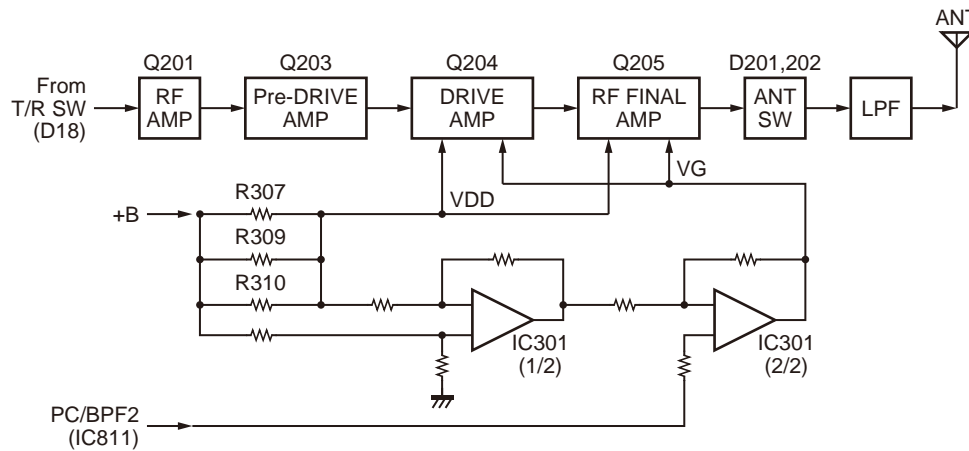 ANT
Q201
Q203
Q204
Q205
D201,202
From
T/R SW
(D18)
RF
AMP
Pre-DRIVE
AMP
DRIVE
AMP
RF FINAL
AMP
ANT
SW
LPF
VG
VDD
+B
R307
R309
R310
IC301
(1/2)
IC301
(2/2)
PC/BPF2
(IC811)